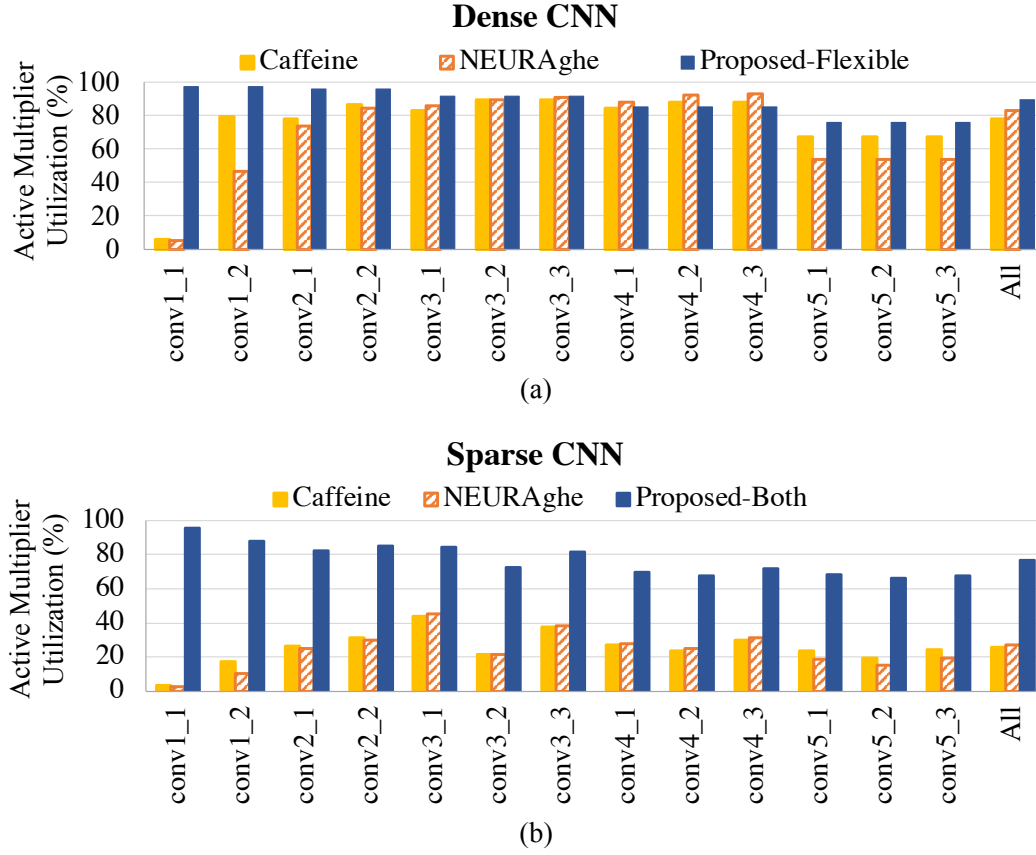 Dense CNN
Caffeine NEURAghe Proposed-Flexible
Active Multiplier
Utilization (%)
100
80
60
40
20
0
conv1_1
conv1_2
conv2_1
conv2_2
conv3_1
conv3_2
conv3_3
conv4_1
conv4_2
conv4_3
conv5_1
conv5_2
conv5_3
All
(a)
Sparse CNN
Caffeine NEURAghe Proposed-Both
Active Multiplier
Utilization (%)
100
80
60
40
20
0
conv1_1
conv1_2
conv2_1
conv2_2
conv3_1
conv3_2
conv3_3
conv4_1
conv4_2
conv4_3
conv5_1
conv5_2
conv5_3
All
(b)